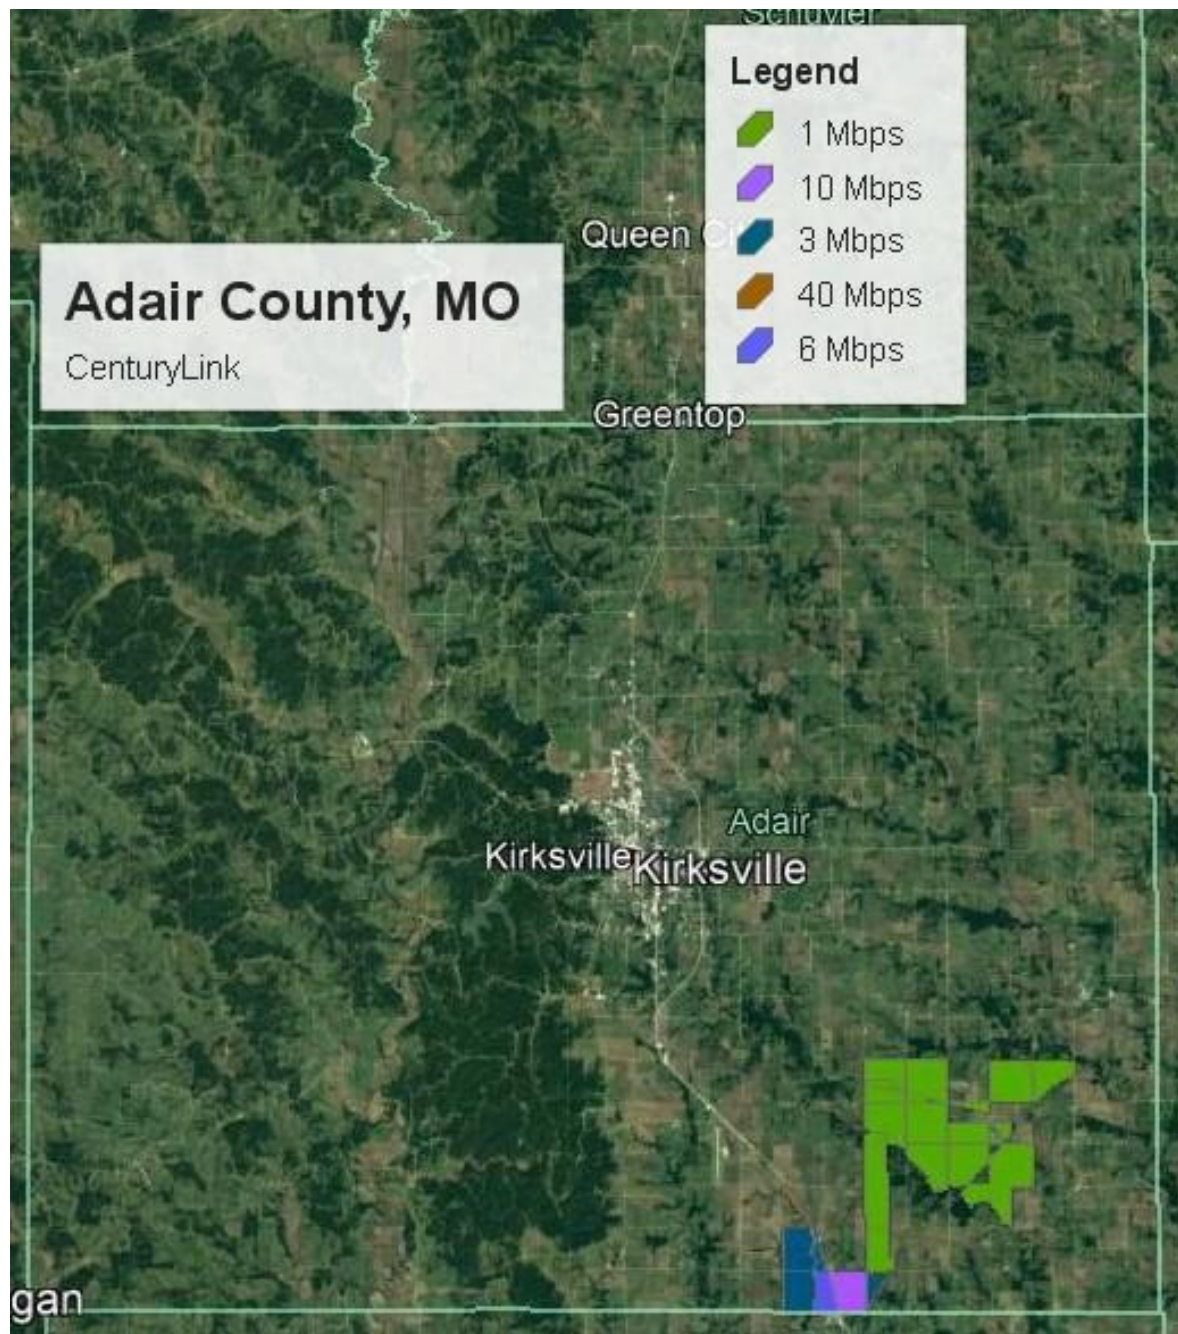 Schuyler
Legend
1 Mbps
10 Mbps
3 Mbps
40 Mbps
6 Mbps
Queen Ci
Adair County, MO
CenturyLink
Greentop
Adair
Kirksville
Kirksville
gan